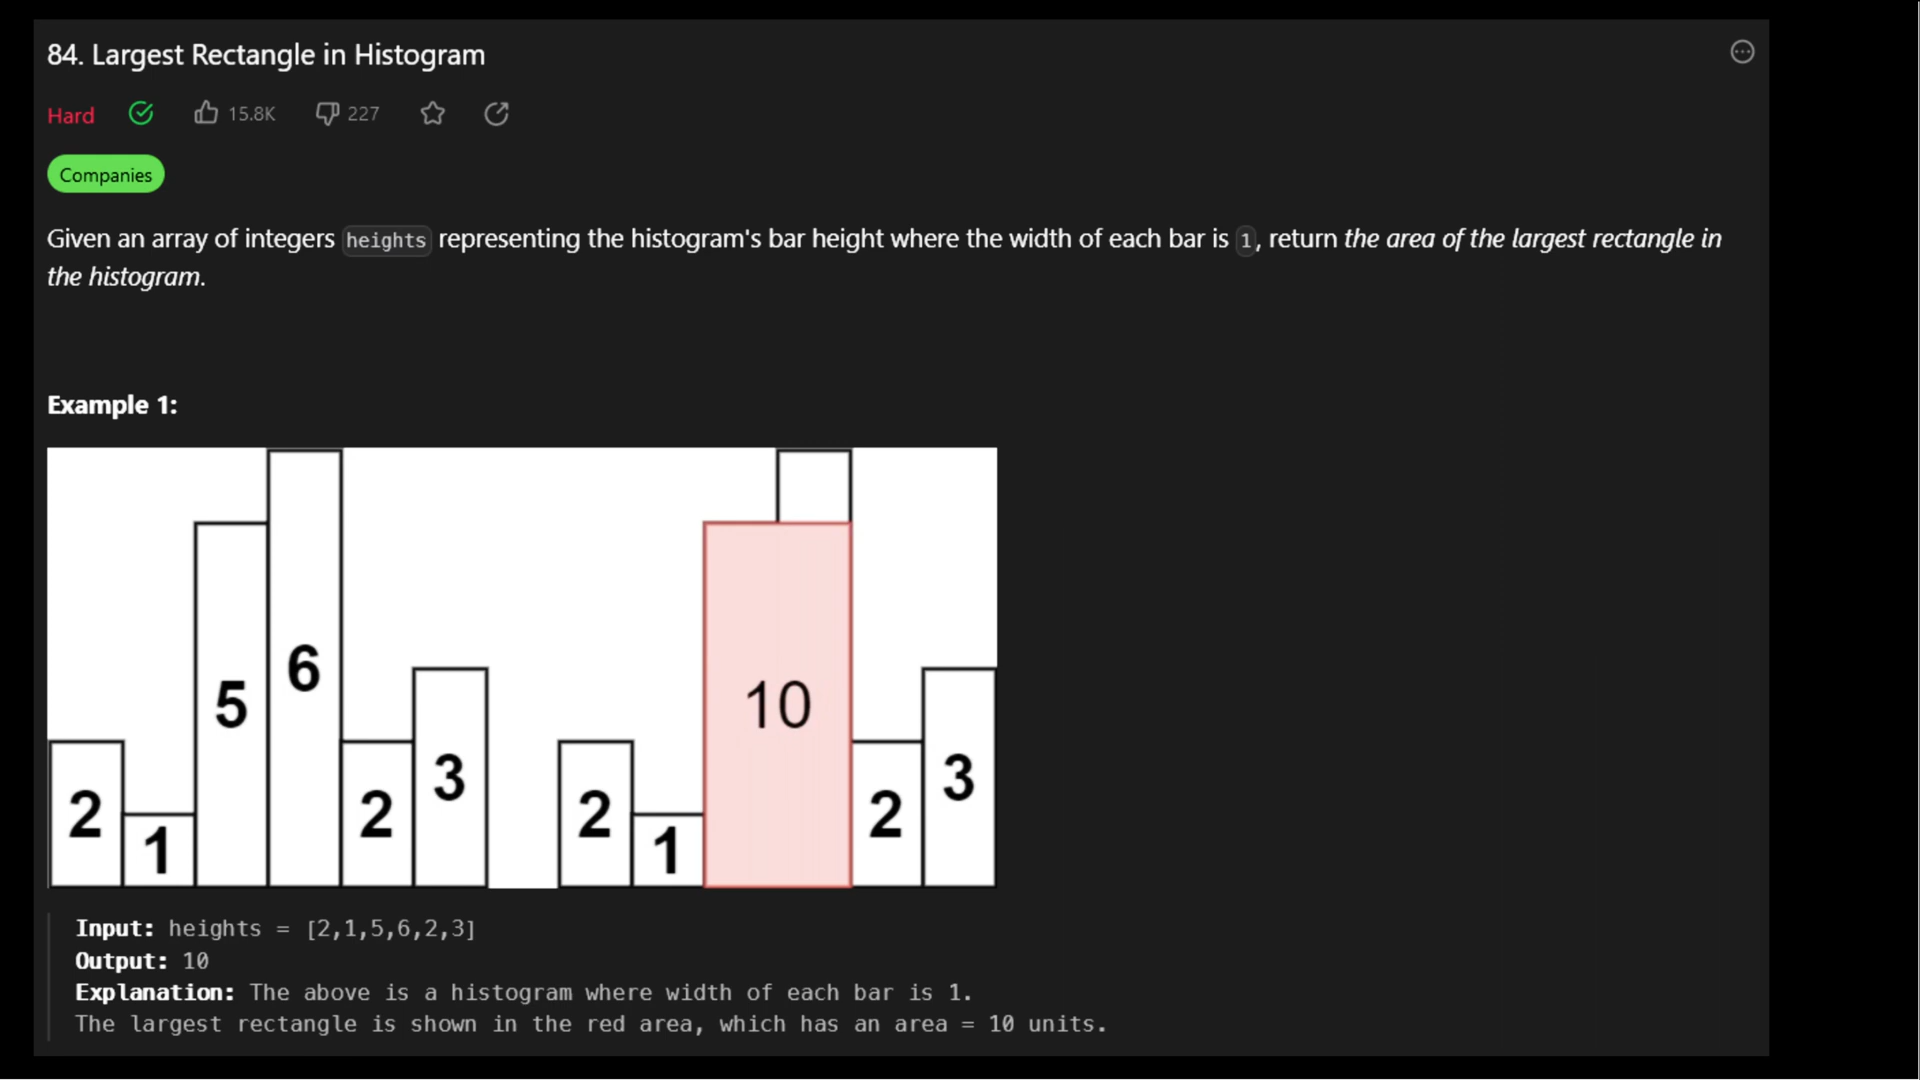 84. Largest Rectangle in Histogram
Hard 15.8K 227
Companies
Given an array of integers heights representing the histogram's bar height where the width of each bar is 1, return the area of the largest rectangle in
the histogram.
Example 1:
2 1 5 6 2 3 2 1 10 2 3
Input: heights = [2,1,5,6,2,3]
Output: 10
Explanation: The above is a histogram where width of each bar is 1.
The largest rectangle is shown in the red area, which has an area = 10 units.